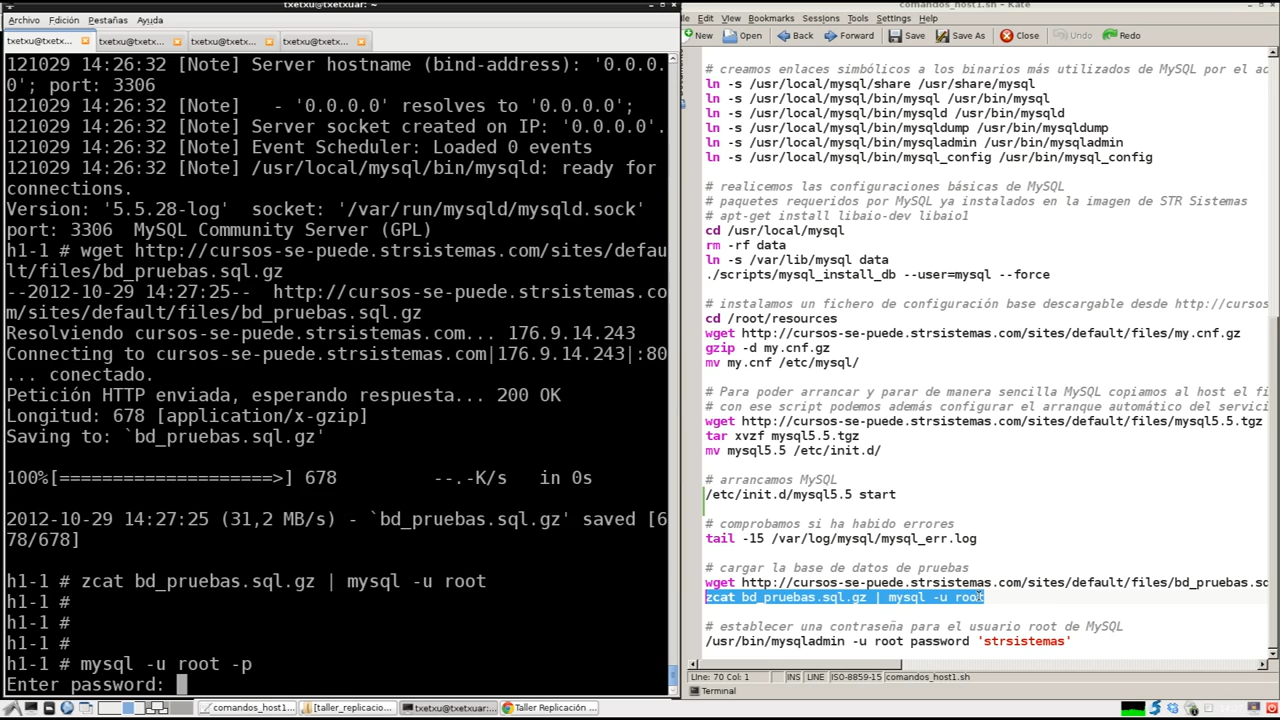 txetxu@txetxuar: ~
Archivo Edición Pestañas Ayuda
txetxu@txetx... txetxu@txetx... txetxu@txetx... txetxu@txetx...
121029 14:26:32 [Note] Server hostname (bind-address): '0.0.0.
0'; port: 3306
121029 14:26:32 [Note]   - '0.0.0.0' resolves to '0.0.0.0';
121029 14:26:32 [Note] Server socket created on IP: '0.0.0.0'.
121029 14:26:32 [Note] Event Scheduler: Loaded 0 events
121029 14:26:32 [Note] /usr/local/mysql/bin/mysqld: ready for
connections.
Version: '5.5.28-log'  socket: '/var/run/mysqld/mysqld.sock'
port: 3306  MySQL Community Server (GPL)
h1-1 # wget http://cursos-se-puede.strsistemas.com/sites/defau
lt/files/bd_pruebas.sql.gz
--2012-10-29 14:27:25--  http://cursos-se-puede.strsistemas.co
m/sites/default/files/bd_pruebas.sql.gz
Resolviendo cursos-se-puede.strsistemas.com... 176.9.14.243
Connecting to cursos-se-puede.strsistemas.com|176.9.14.243|:80
... conectado.
Petición HTTP enviada, esperando respuesta... 200 OK
Longitud: 678 [application/x-gzip]
Saving to: `bd_pruebas.sql.gz'
100%[====================>] 678       --.-K/s   in 0s
2012-10-29 14:27:25 (31,2 MB/s) - `bd_pruebas.sql.gz' saved [6
78/678]
h1-1 # zcat bd_pruebas.sql.gz | mysql -u root
h1-1 #
h1-1 #
h1-1 #
h1-1 # mysql -u root -p
Enter password:
comandos_host1.sh - Kate
Edit View Bookmarks Sessions Tools Settings Help
New Open Back Forward Save Save As Close Undo Redo
# creamos enlaces simbólicos a los binarios más utilizados de MySQL por el ad
ln -s /usr/local/mysql/share /usr/share/mysql
ln -s /usr/local/mysql/bin/mysql /usr/bin/mysql
ln -s /usr/local/mysql/bin/mysqld /usr/bin/mysqld
ln -s /usr/local/mysql/bin/mysqldump /usr/bin/mysqldump
ln -s /usr/local/mysql/bin/mysqladmin /usr/bin/mysqladmin
ln -s /usr/local/mysql/bin/mysql_config /usr/bin/mysql_config
# realicemos las configuraciones básicas de MySQL
# paquetes requeridos por MySQL ya instalados en la imagen de STR Sistemas
# apt-get install libaio-dev libaio1
cd /usr/local/mysql
rm -rf data
ln -s /var/lib/mysql data
./scripts/mysql_install_db --user=mysql --force
# instalamos un fichero de configuración base descargable desde http://cursos
cd /root/resources
wget http://cursos-se-puede.strsistemas.com/sites/default/files/my.cnf.gz
gzip -d my.cnf.gz
mv my.cnf /etc/mysql/
# Para poder arrancar y parar de manera sencilla MySQL copiamos al host el fi
# con ese script podemos además configurar el arranque automático del servici
wget http://cursos-se-puede.strsistemas.com/sites/default/files/mysql5.5.tgz
tar xvzf mysql5.5.tgz
mv mysql5.5 /etc/init.d/
# arrancamos MySQL
/etc/init.d/mysql5.5 start
# comprobamos si ha habido errores
tail -15 /var/log/mysql/mysql_err.log
# cargar la base de datos de pruebas
wget http://cursos-se-puede.strsistemas.com/sites/default/files/bd_pruebas.sq
zcat bd_pruebas.sql.gz | mysql -u root
# establecer una contraseña para el usuario root de MySQL
/usr/bin/mysqladmin -u root password 'strsistemas'
Line: 70 Col: 1 INS LINE ISO-8859-15 comandos_host1.sh
Terminal
comandos_host1... [taller_replicacio... txetxu@txetxuar:... Taller Replicación ...